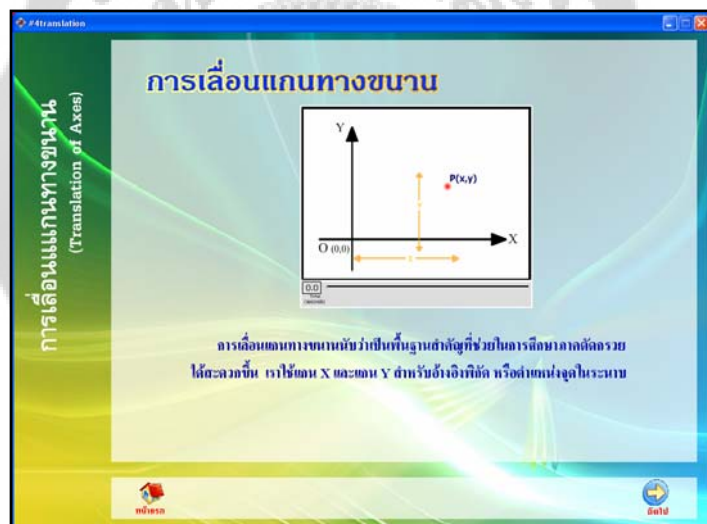 #4translation
การเลื่อนแแกนทางขนาน
(Translation of Axes)
การเลื่อนแกนทางขนาน
Y
P(x,y)
y
X
O (0,0)
x
0.0
Time
(seconds)
การเลื่อนแกนทางขนานนับว่าเป็นพื้นฐานสำคัญที่ช่วยในการศึกษาภาคตัดกรวย
ได้สะดวกขึ้น เราใช้แกน X และแกน Y สำหรับอ้างอิงพิกัด หรือตำแหน่งจุดในระนาบ
หน้าแรก
ถัดไป